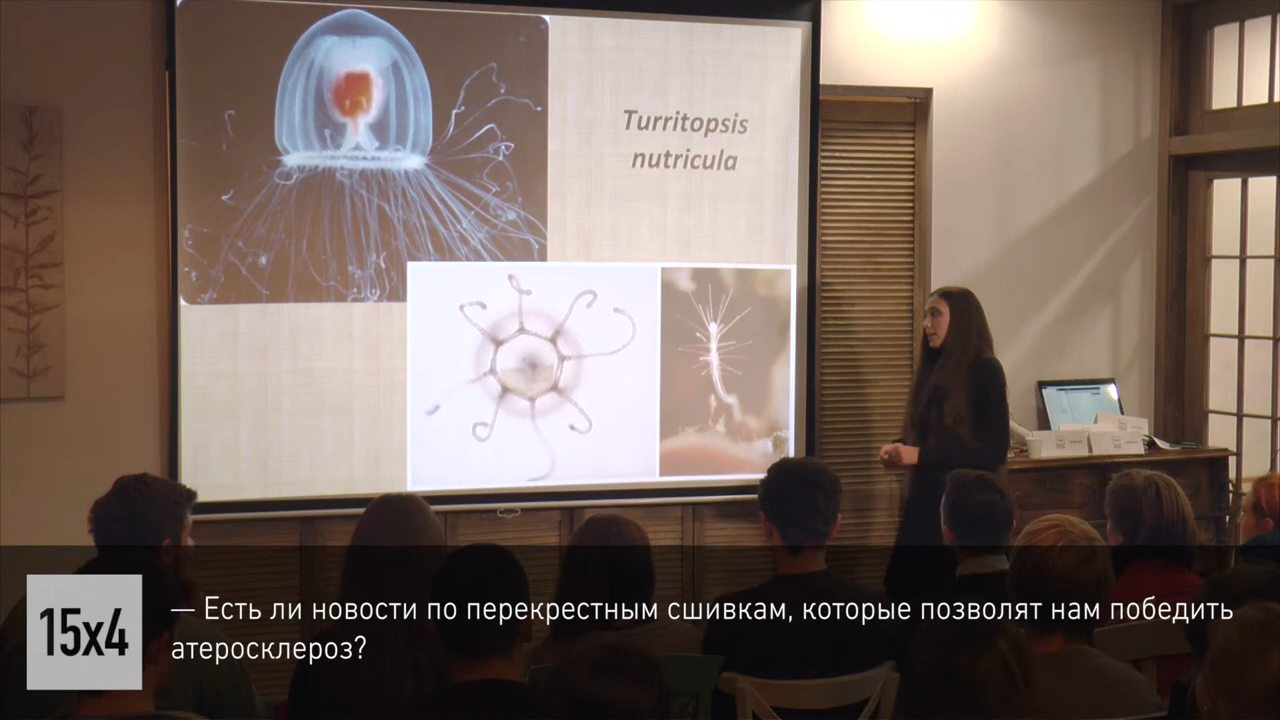 Turritopsis
nutricula
15x4
— Есть ли новости по перекрестным сшивкам, которые позволят нам победить
атеросклероз?